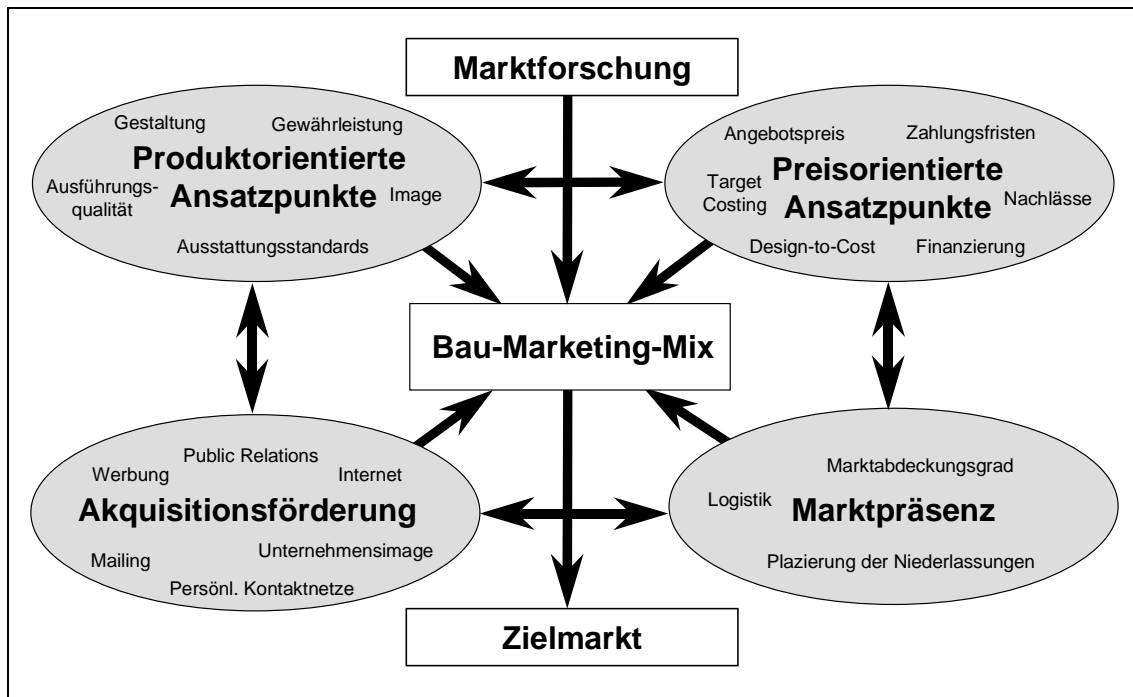 Marktforschung
Gestaltung
Gewährleistung
Produktorientierte
Ansatzpunkte
Ausführungs-
qualität
Image
Ausstattungsstandards
Angebotspreis
Zahlungsfristen
Preisorientierte
Ansatzpunkte
Target
Costing
Nachlässe
Design-to-Cost
Finanzierung
Bau-Marketing-Mix
Public Relations
Werbung
Internet
Akquisitionsförderung
Mailing
Unternehmensimage
Persönl. Kontaktnetze
Marktabdeckungsgrad
Logistik
Marktpräsenz
Plazierung der Niederlassungen
Zielmarkt